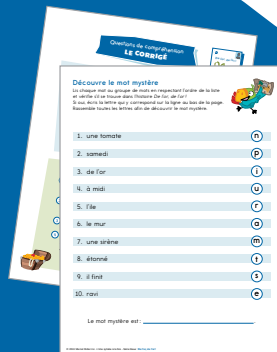 Questions de compréhension
LE CORRIGÉ
Découvre le mot mystère
Lis chaque mot ou groupe de mots en respectant l'ordre de la liste
et vérifie s'il se trouve dans l'histoire De l'or, de l'or !
Si oui, écris la lettre qui y correspond sur la ligne au bas de la page.
Rassemble toutes les lettres afin de découvrir le mot mystère.
1. une tomate n
2. samedi p
3. de l'or i
4. à midi u
5. l'île r
6. le mur a
7. une sirène m
8. étonné t
9. il finit s
10. ravi e
Le mot mystère est :